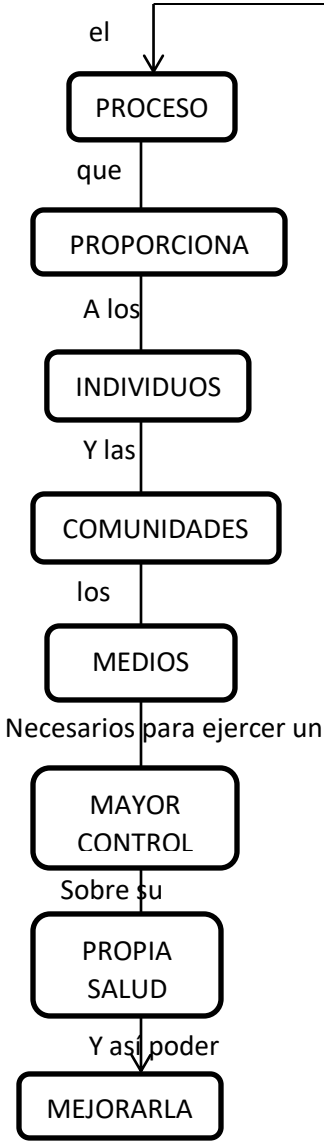 el
PROCESO
que
PROPORCIONA
A los
INDIVIDUOS
Y las
COMUNIDADES
los
MEDIOS
Necesarios para ejercer un
MAYOR
CONTROL
Sobre su
PROPIA
SALUD
Y así poder
MEJORARLA